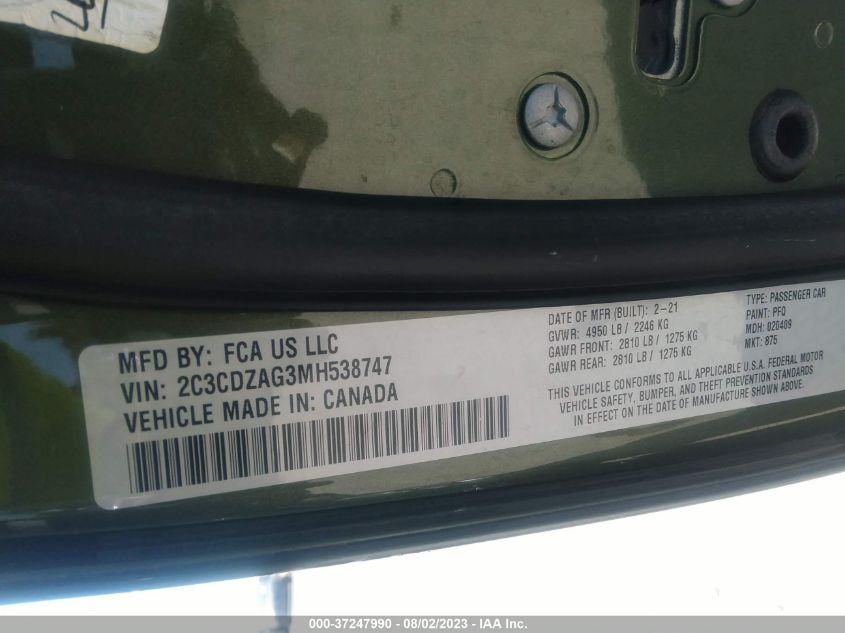 MFD BY: FCA US LLC
VIN: 2C3CDZAG3MH538747
VEHICLE MADE IN: CANADA
DATE OF MFR (BUILT): 2-21
GVWR: 4950 LB / 2246 KG
GAWR FRONT: 2810 LB / 1275 KG
GAWR REAR: 2810 LB / 1275 KG
TYPE: PASSENGER CAR
PAINT: PFQ
MDH: 020409
MKT: 875
THIS VEHICLE CONFORMS TO ALL APPLICABLE U.S.A. FEDERAL MOTOR
VEHICLE SAFETY, BUMPER, AND THEFT PREVENTION STANDARDS
IN EFFECT ON THE DATE OF MANUFACTURE SHOWN ABOVE.
000-37247990 - 08/02/2023 - IAA Inc.